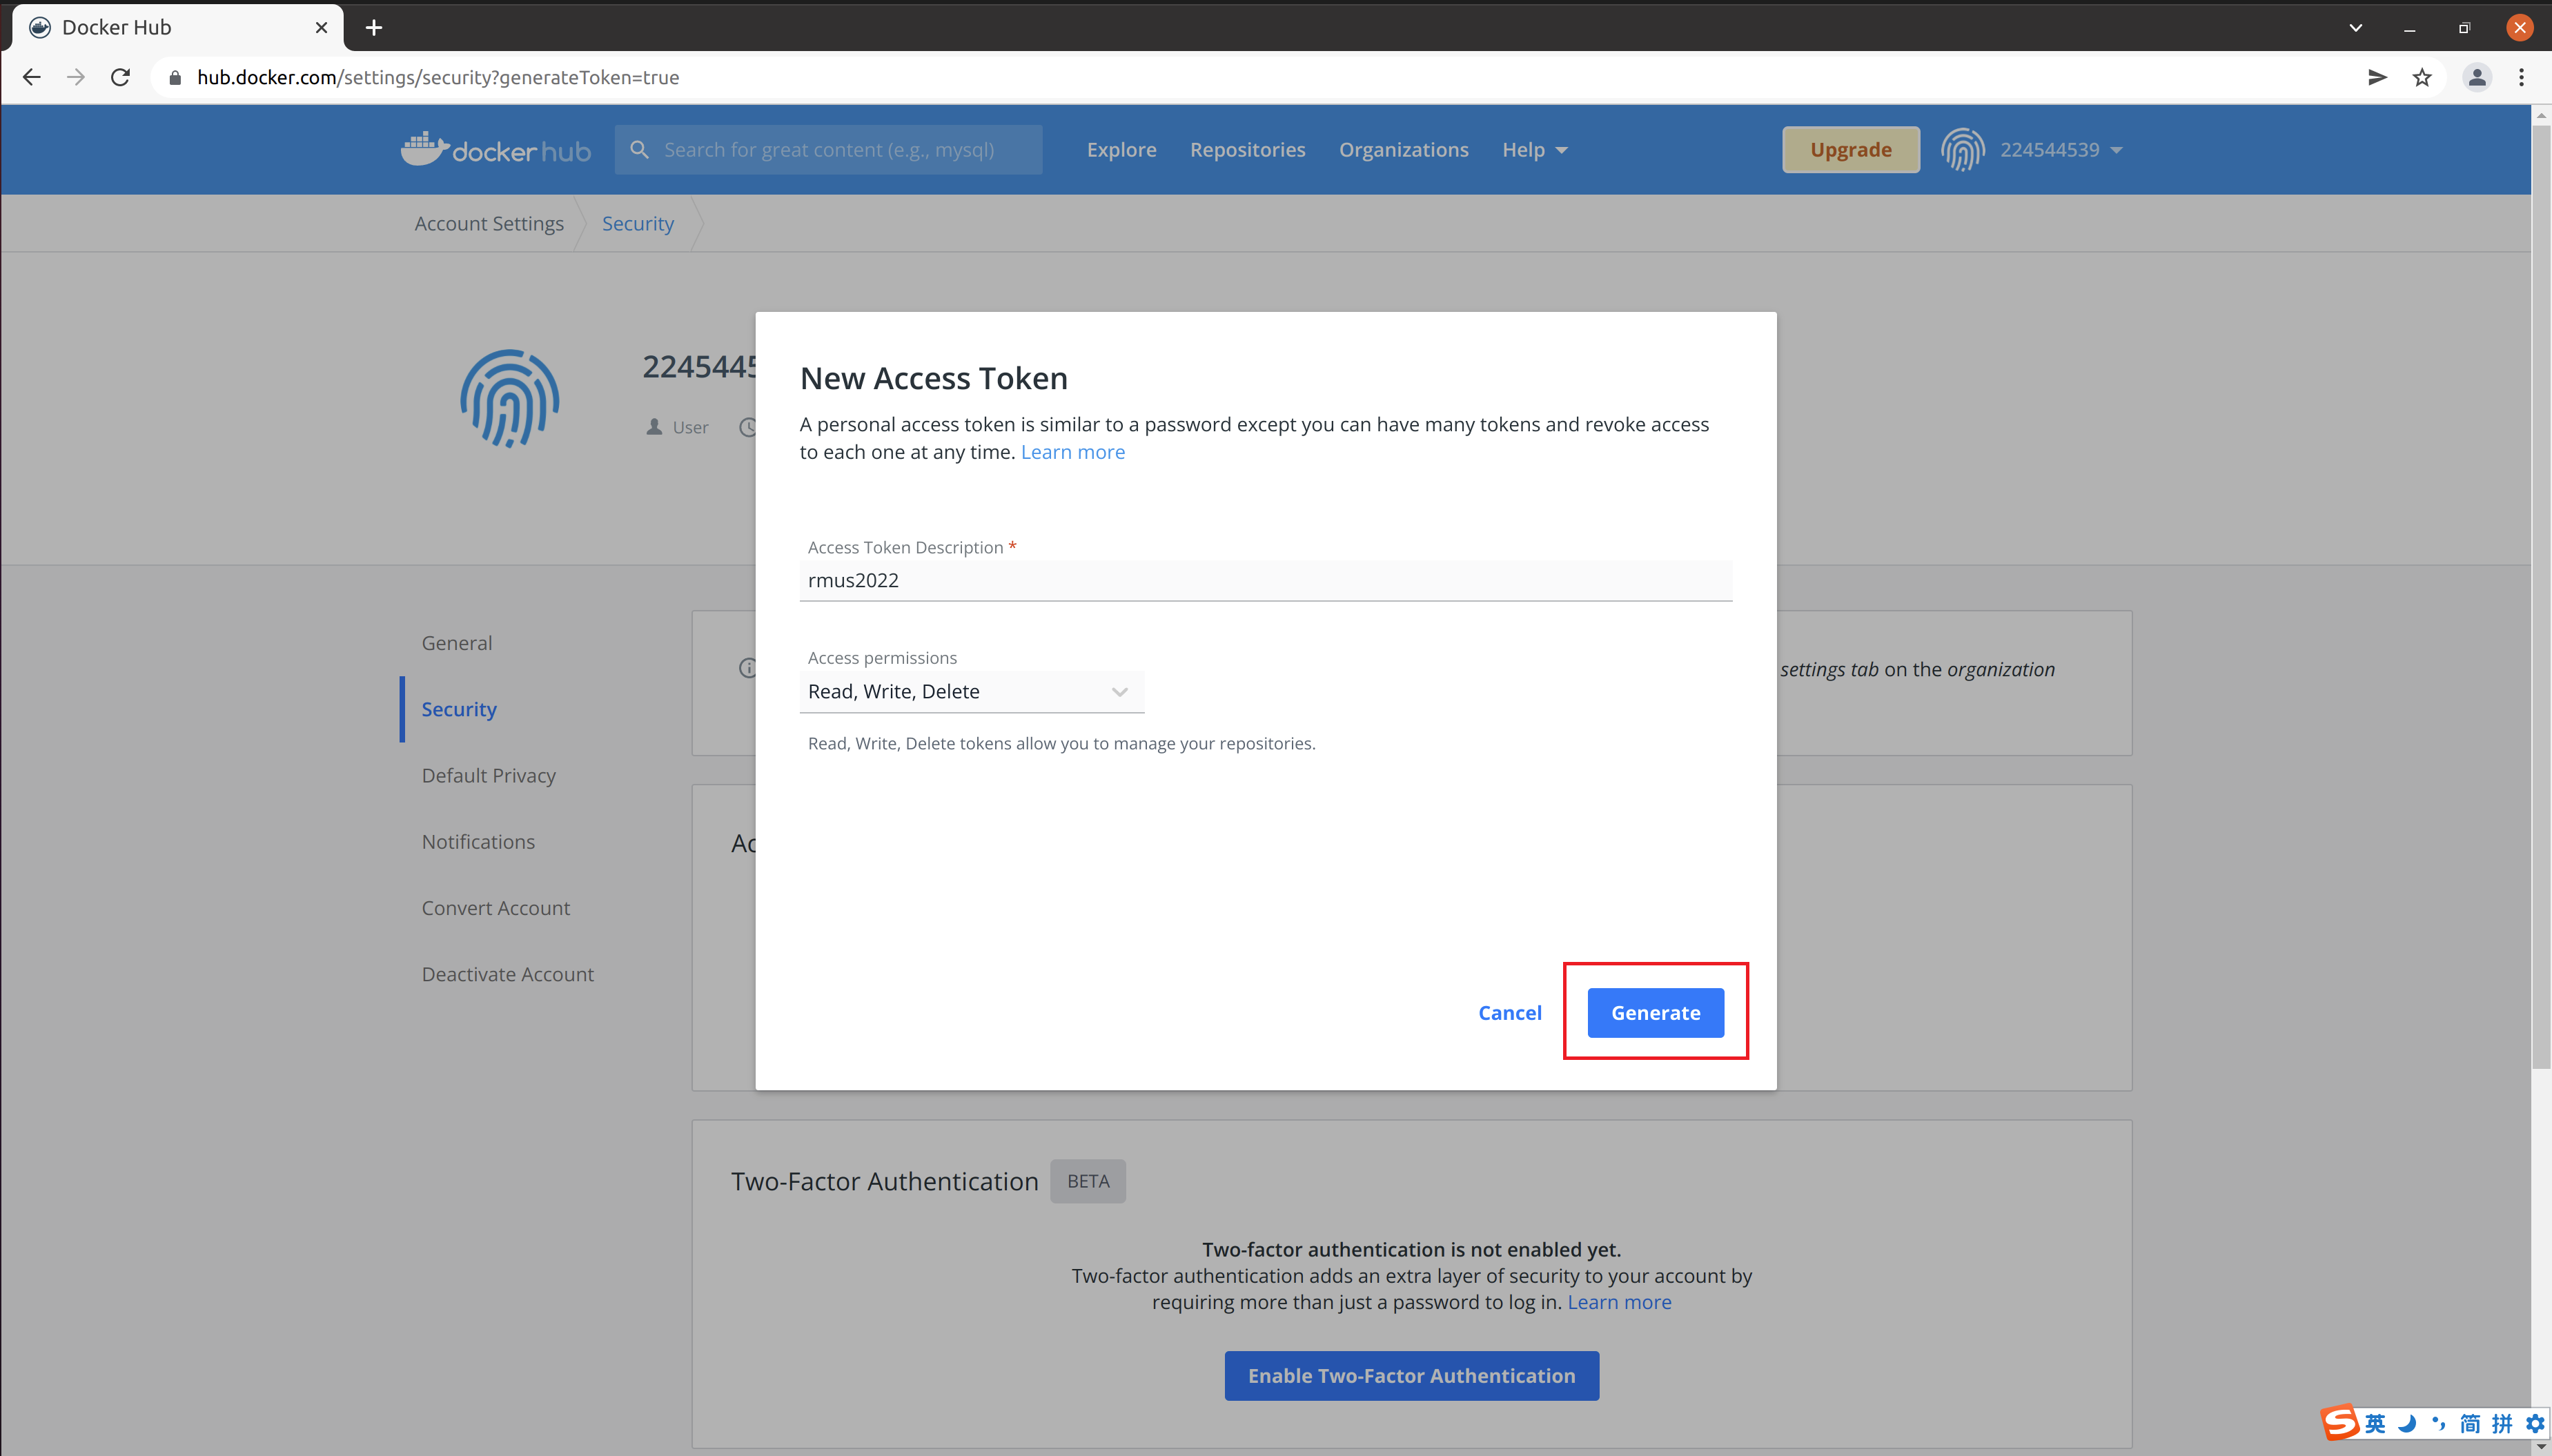 Docker Hub
hub.docker.com/settings/security?generateToken=true
docker hub
Search for great content (e.g., mysql)
Explore
Repositories
Organizations
Help
Upgrade
224544539
Account Settings
Security
2245445
User
New Access Token
A personal access token is similar to a password except you can have many tokens and revoke access
to each one at any time. Learn more
Access Token Description *
rmus2022
Access permissions
Read, Write, Delete
Read, Write, Delete tokens allow you to manage your repositories.
Cancel
Generate
General
Security
Default Privacy
Notifications
Convert Account
Deactivate Account
settings tab on the organization
Ac
Two-Factor Authentication
BETA
Two-factor authentication is not enabled yet.
Two-factor authentication adds an extra layer of security to your account by
requiring more than just a password to log in. Learn more
Enable Two-Factor Authentication
S 英 简 拼